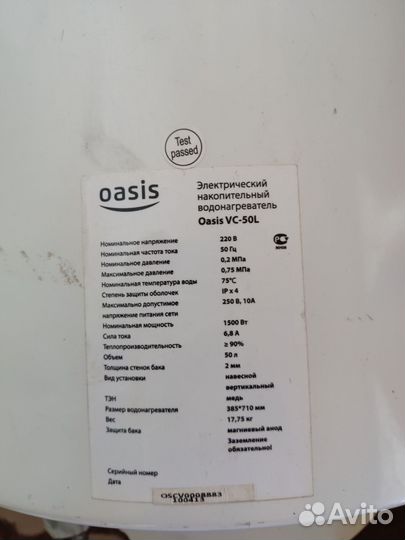 Test
passed
oasis
Электрический
накопительный
водонагреватель
Oasis VC-50L
Номинальное напряжение 220 В
Номинальная частота тока 50 Гц
Номинальное давление 0,2 МПа
Максимальное давление 0,75 МПа
Номинальная температура воды 75°C
Степень защиты оболочек IP x 4
Максимально допустимое 250 В, 10А
напряжение питания сети
Номинальная мощность 1500 Вт
Сила тока 6,8 А
Теплопроизводительность ≥ 90%
Объем 50 л
Толщина стенок бака 2 мм
Вид установки навесной
вертикальный
ТЭН медь
Размер водонагревателя 385*710 мм
Вес 17,75 кг
Защита бака магниевый анод
Заземление
обязательно!
Серийный номер
Дата
OSCV0008883
100413
Avito